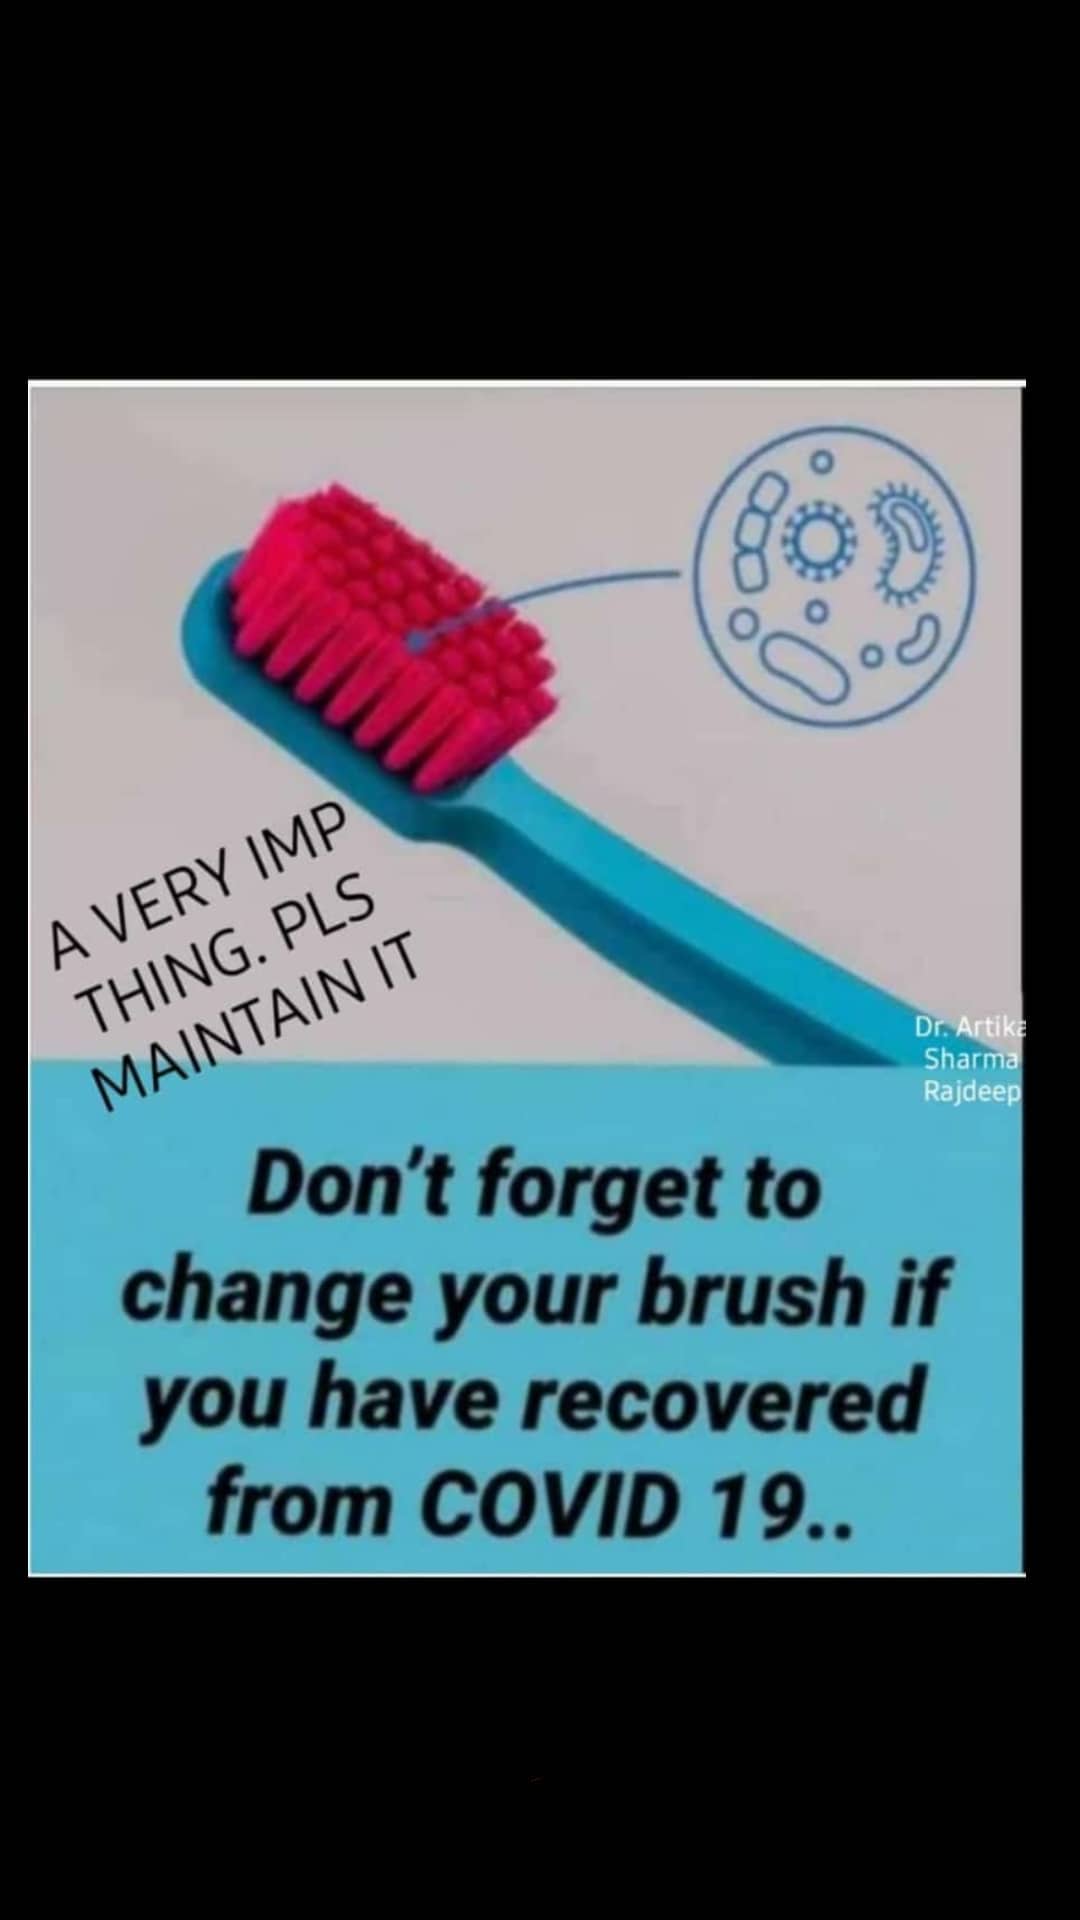 A VERY IMP
THING. PLS
MAINTAIN IT
Dr. Artika
Sharma
Rajdeep
Don't forget to
change your brush if
you have recovered
from COVID 19..